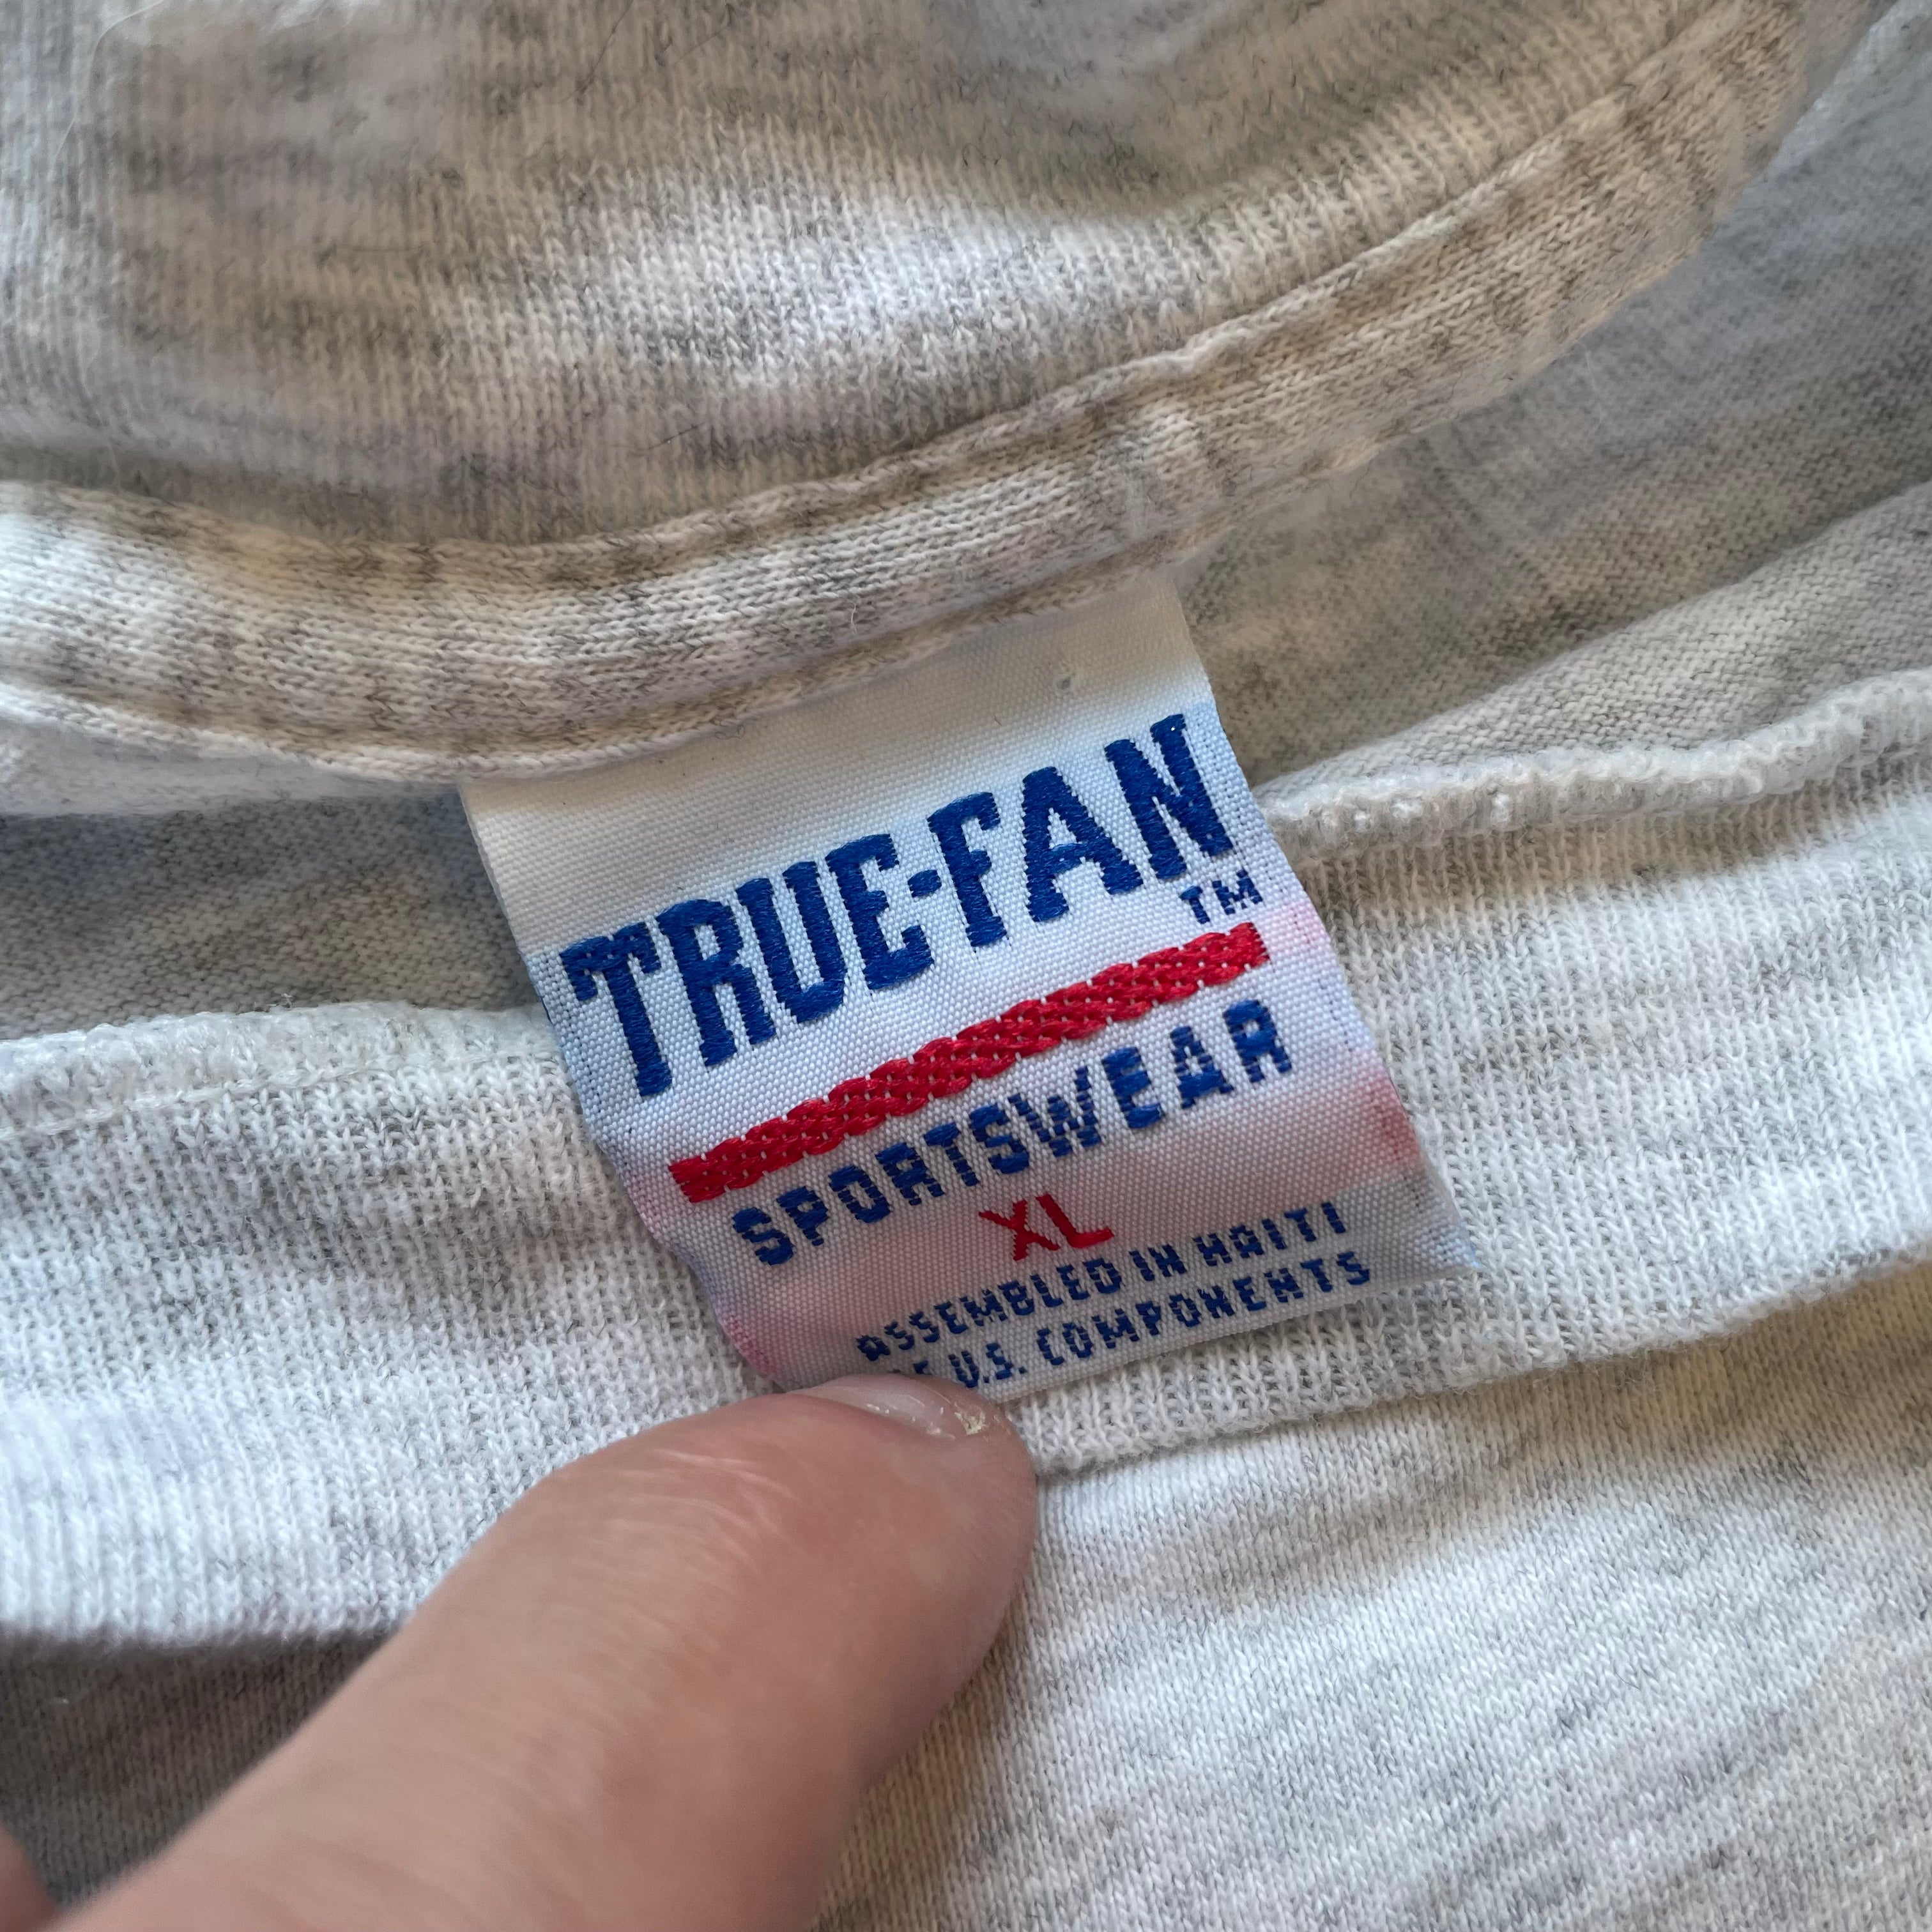 TRUE-FAN
TM
SPORTSWEAR
XL
ASSEMBLED IN HAITI
U.S. COMPONENTS